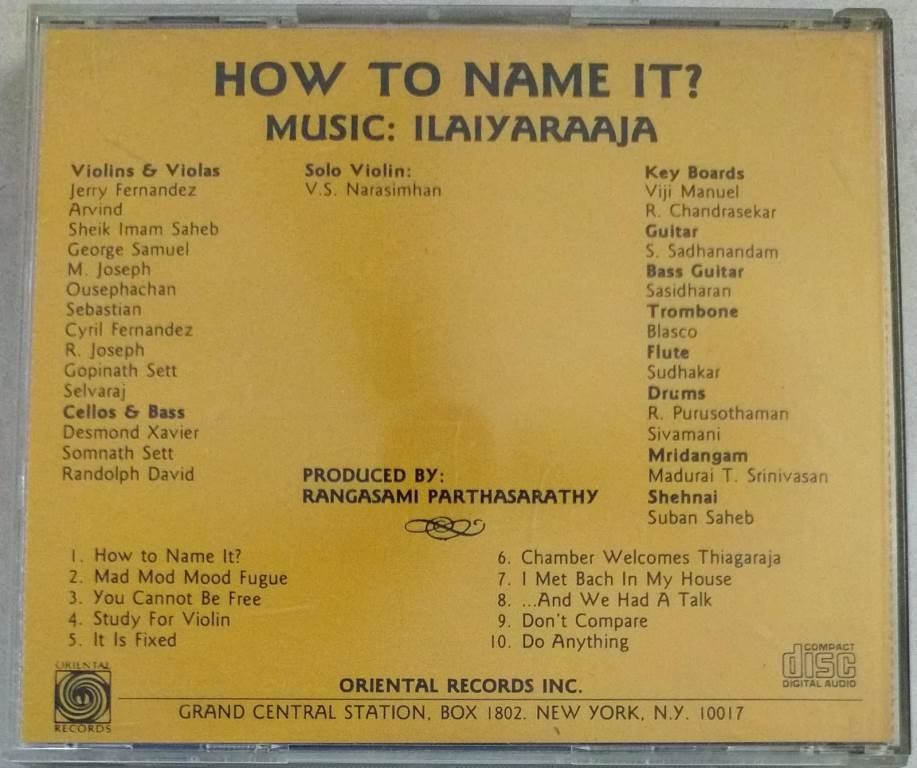 HOW TO NAME IT?
MUSIC: ILAIYARAAJA
Violins & Violas
Jerry Fernandez
Arvind
Sheik Imam Saheb
George Samuel
M. Joseph
Ousephachan
Sebastian
Cyril Fernandez
R. Joseph
Gopinath Sett
Selvaraj
Cellos & Bass
Desmond Xavier
Somnath Sett
Randolph David
Solo Violin:
V.S. Narasimhan
PRODUCED BY:
RANGASAMI PARTHASARATHY
Key Boards
Viji Manuel
R. Chandrasekar
Guitar
S. Sadhanandam
Bass Guitar
Sasidharan
Trombone
Blasco
Flute
Sudhakar
Drums
R. Purusothaman
Sivamani
Mridangam
Madurai T. Srinivasan
Shehnai
Suban Saheb
1. How to Name It?
2. Mad Mod Mood Fugue
3. You Cannot Be Free
4. Study For Violin
5. It Is Fixed
6. Chamber Welcomes Thiagaraja
7. I Met Bach In My House
8. ...And We Had A Talk
9. Don't Compare
10. Do Anything
ORIENTAL
RECORDS
COMPACT
disc
DIGITAL AUDIO
ORIENTAL RECORDS INC.
GRAND CENTRAL STATION, BOX 1802. NEW YORK, N.Y. 10017